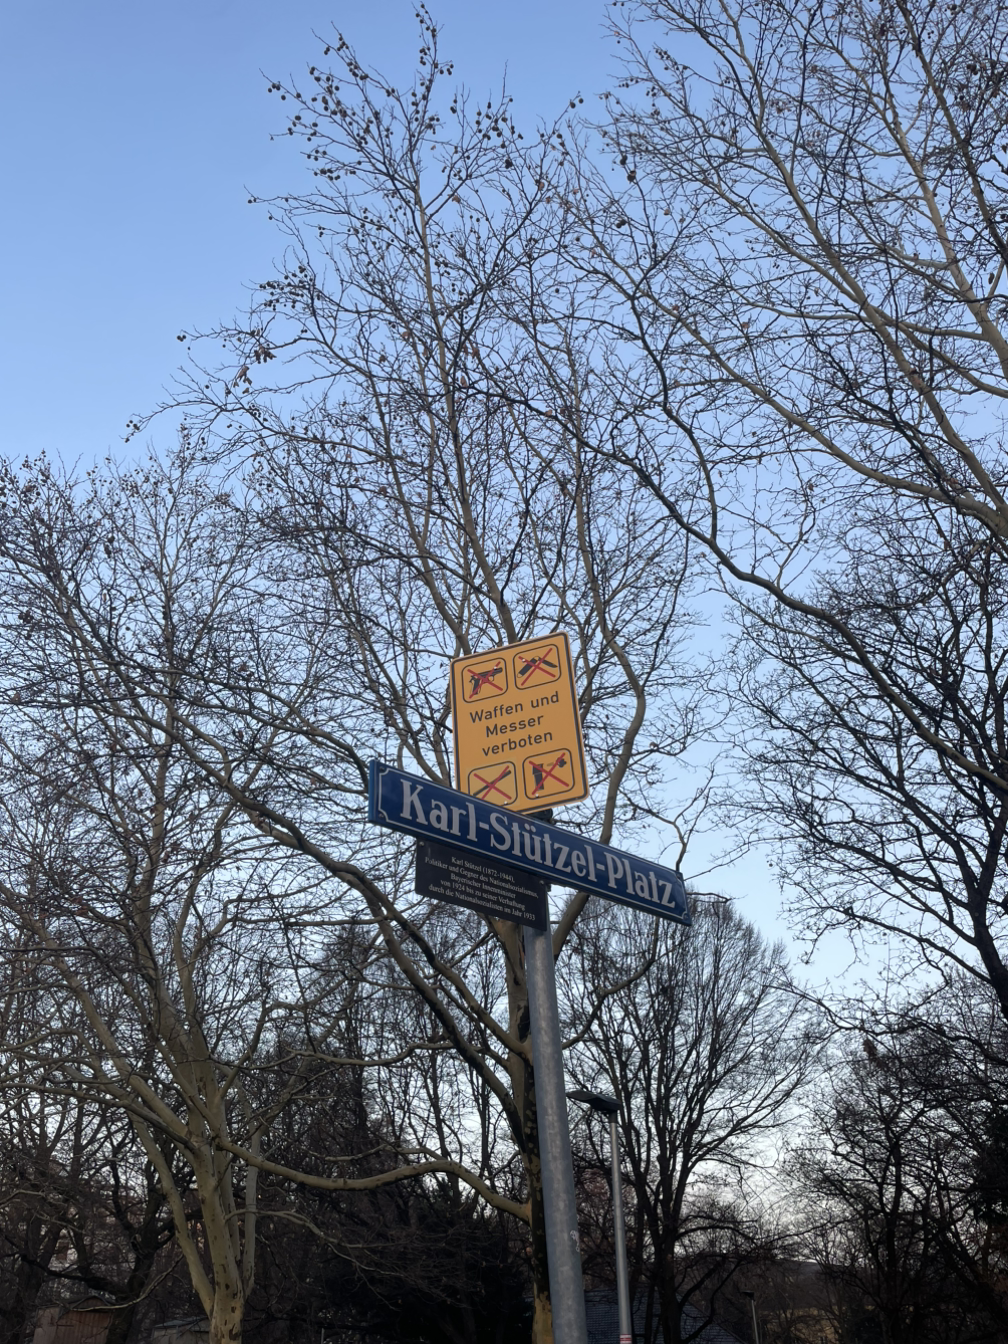 Waffen und
Messer
verboten
Karl-Stützel-Platz
Karl Stützel (1872-1944),
Politiker und Gegner des Nationalsozialismus
Bayerischer Innenminister
von 1924 bis zu seiner Verhaftung
durch die Nationalsozialisten im Jahr 1933